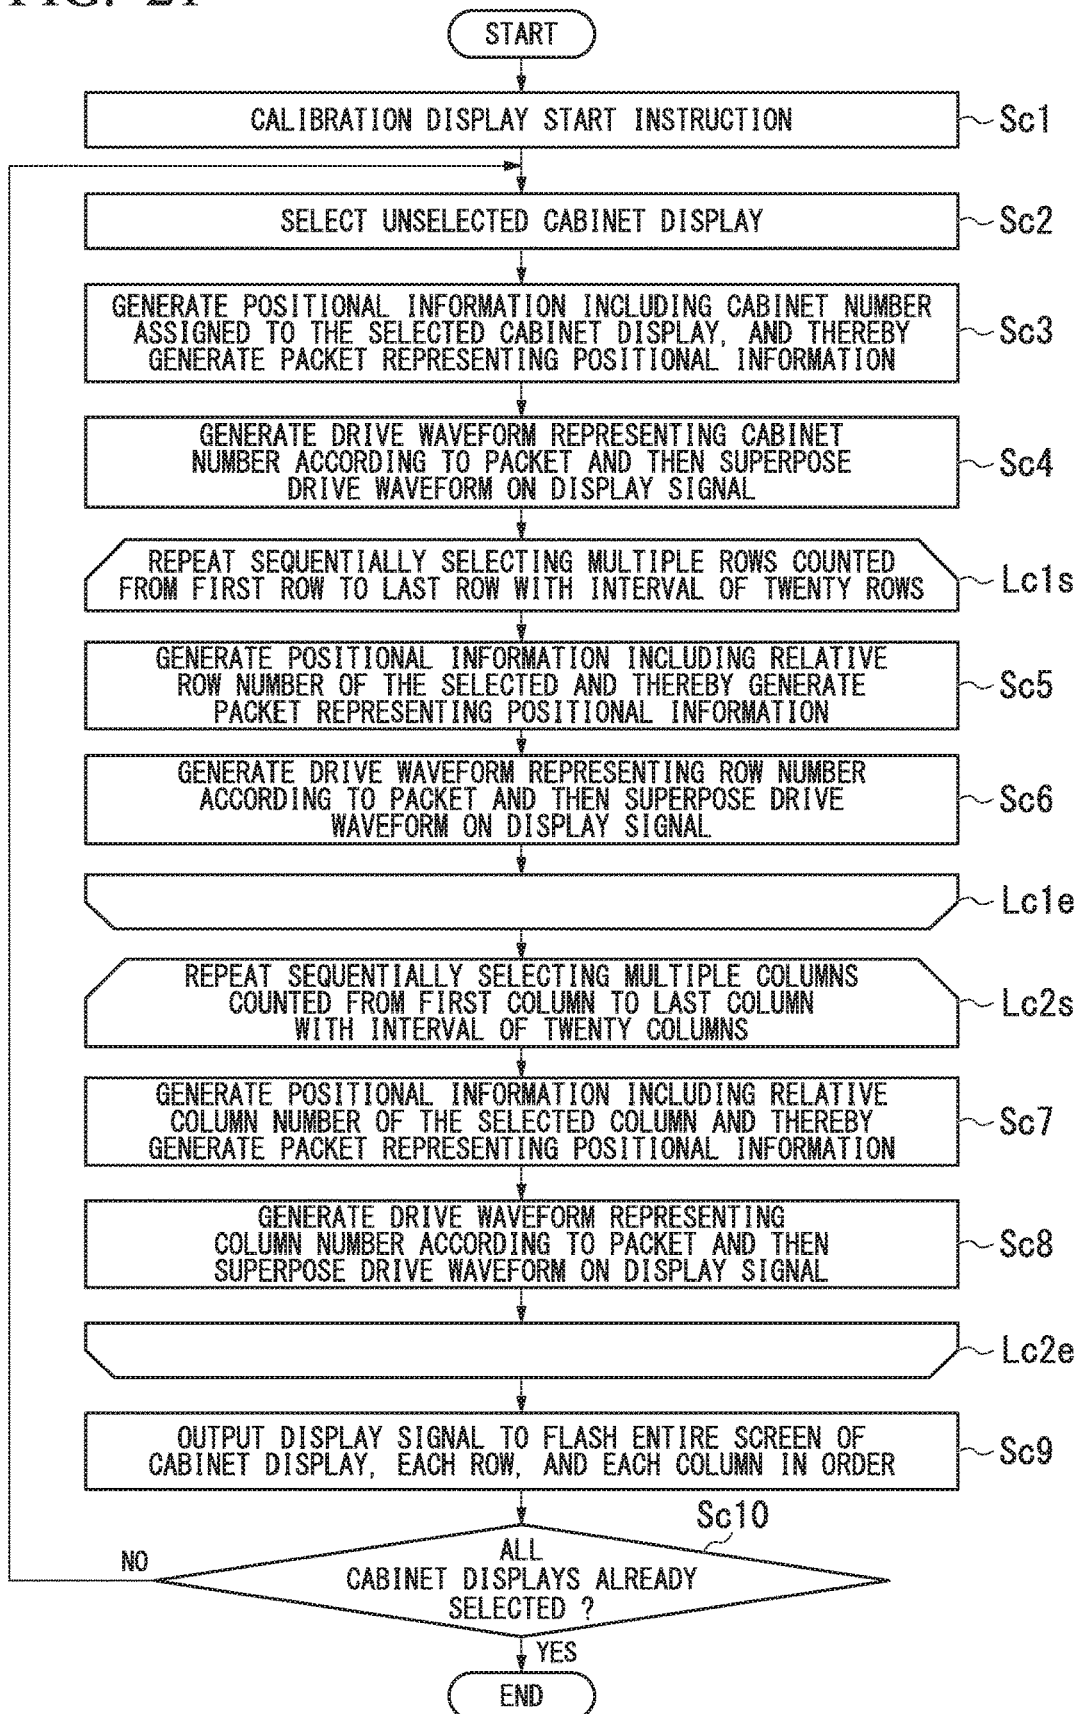 FIG. 21
START
CALIBRATION DISPLAY START INSTRUCTION
Sc1
SELECT UNSELECTED CABINET DISPLAY
Sc2
GENERATE POSITIONAL INFORMATION INCLUDING CABINET NUMBER
ASSIGNED TO THE SELECTED CABINET DISPLAY, AND THEREBY
GENERATE PACKET REPRESENTING POSITIONAL INFORMATION
Sc3
GENERATE DRIVE WAVEFORM REPRESENTING CABINET
NUMBER ACCORDING TO PACKET AND THEN SUPERPOSE
DRIVE WAVEFORM ON DISPLAY SIGNAL
Sc4
REPEAT SEQUENTIALLY SELECTING MULTIPLE ROWS COUNTED
FROM FIRST ROW TO LAST ROW WITH INTERVAL OF TWENTY ROWS
Lc1s
GENERATE POSITIONAL INFORMATION INCLUDING RELATIVE
ROW NUMBER OF THE SELECTED AND THEREBY GENERATE
PACKET REPRESENTING POSITIONAL INFORMATION
Sc5
GENERATE DRIVE WAVEFORM REPRESENTING ROW NUMBER
ACCORDING TO PACKET AND THEN SUPERPOSE DRIVE
WAVEFORM ON DISPLAY SIGNAL
Sc6
Lc1e
REPEAT SEQUENTIALLY SELECTING MULTIPLE COLUMNS
COUNTED FROM FIRST COLUMN TO LAST COLUMN
WITH INTERVAL OF TWENTY COLUMNS
Lc2s
GENERATE POSITIONAL INFORMATION INCLUDING RELATIVE
COLUMN NUMBER OF THE SELECTED COLUMN AND THEREBY
GENERATE PACKET REPRESENTING POSITIONAL INFORMATION
Sc7
GENERATE DRIVE WAVEFORM REPRESENTING
COLUMN NUMBER ACCORDING TO PACKET AND THEN
SUPERPOSE DRIVE WAVEFORM ON DISPLAY SIGNAL
Sc8
Lc2e
OUTPUT DISPLAY SIGNAL TO FLASH ENTIRE SCREEN OF
CABINET DISPLAY, EACH ROW, AND EACH COLUMN IN ORDER
Sc9
Sc10
NO
ALL
CABINET DISPLAYS ALREADY
SELECTED ?
YES
END